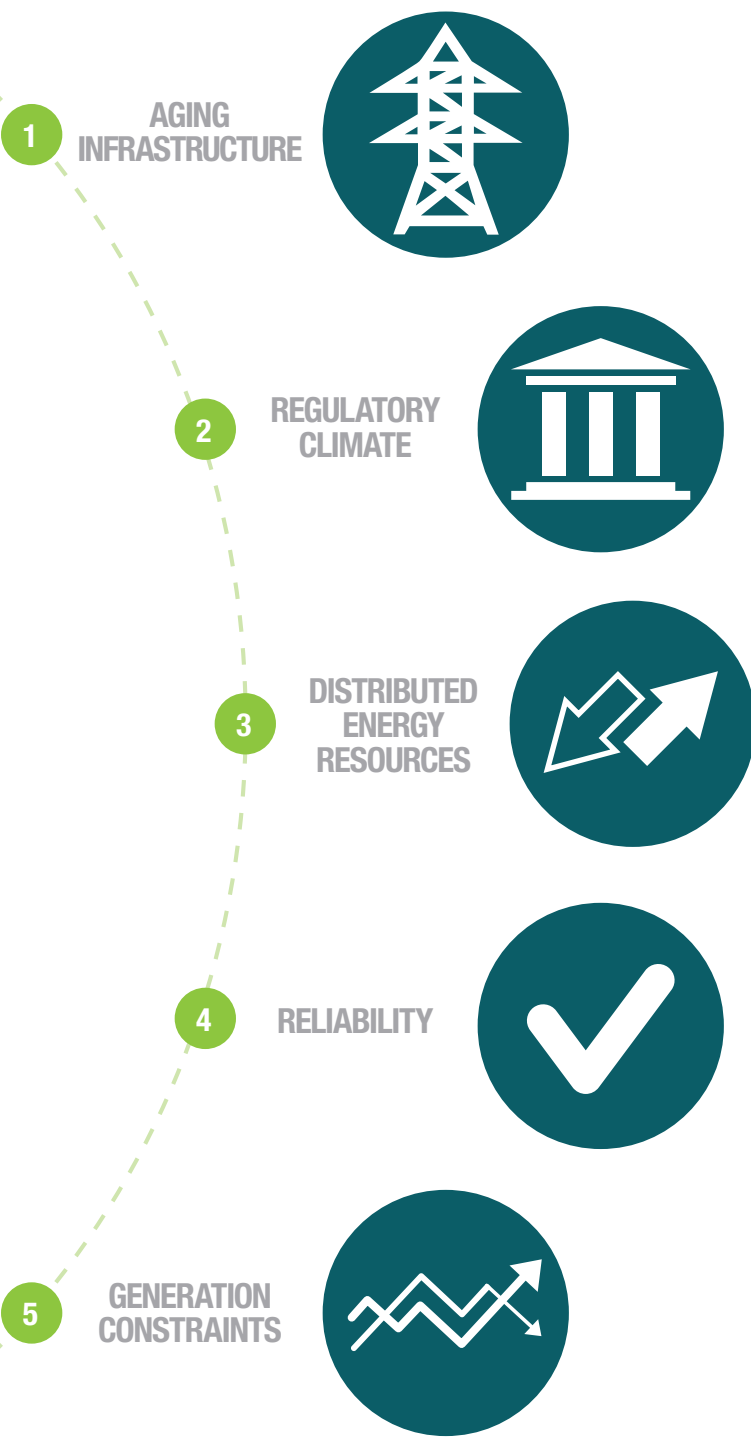 1
AGING
INFRASTRUCTURE
2
REGULATORY
CLIMATE
3
DISTRIBUTED
ENERGY
RESOURCES
4
RELIABILITY
5
GENERATION
CONSTRAINTS